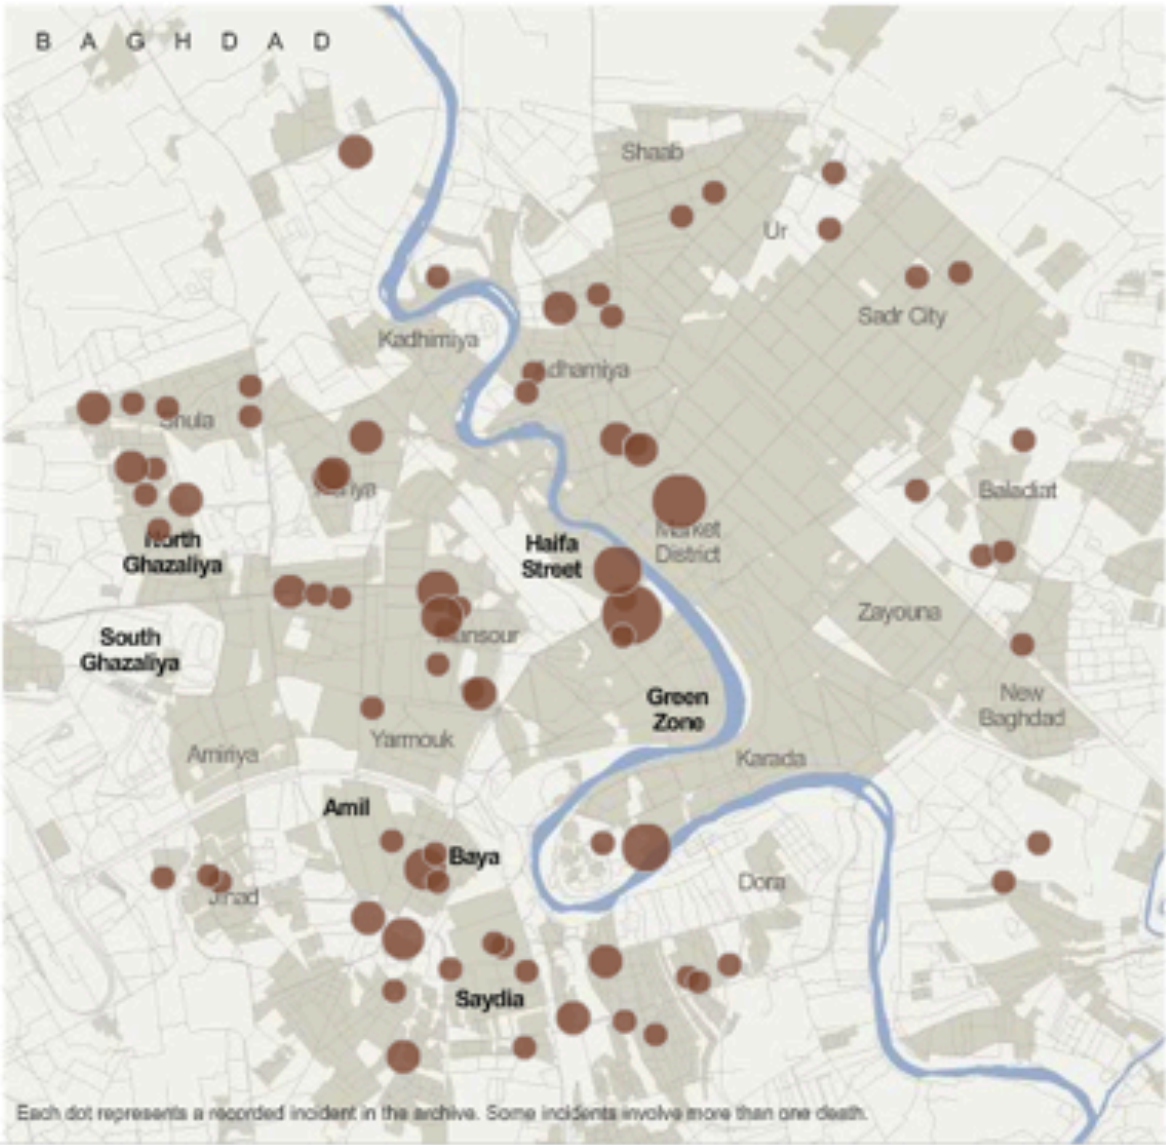 B A G H D A D
Shaab
Ur
Sadr City
Kadhimiya
Adhamiya
Shula
Baladiat
Market
District
Haifa
Street
North
Ghazaliya
Zayouna
Mansour
South
Ghazaliya
Green
Zone
New
Baghdad
Yarmouk
Amiriya
Karada
Amil
Baya
Dora
Jihad
Saydia
Each dot represents a recorded incident in the archive. Some incidents involve more than one death.